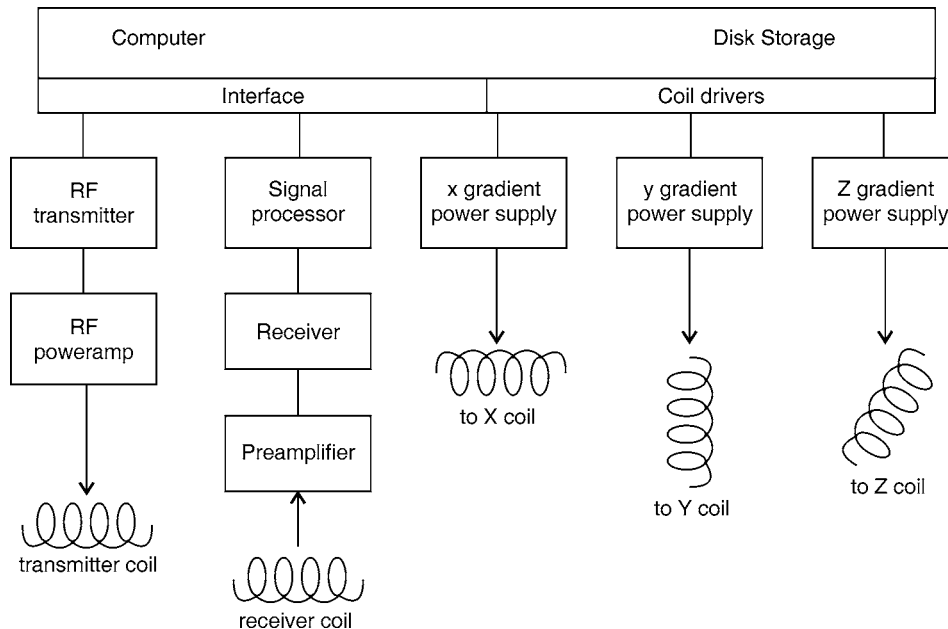 Computer
Disk Storage
Interface
Coil drivers
RF
transmitter
Signal
processor
x gradient
power supply
y gradient
power supply
Z gradient
power supply
RF
poweramp
Receiver
to X coil
Preamplifier
to Y coil
to Z coil
transmitter coil
receiver coil